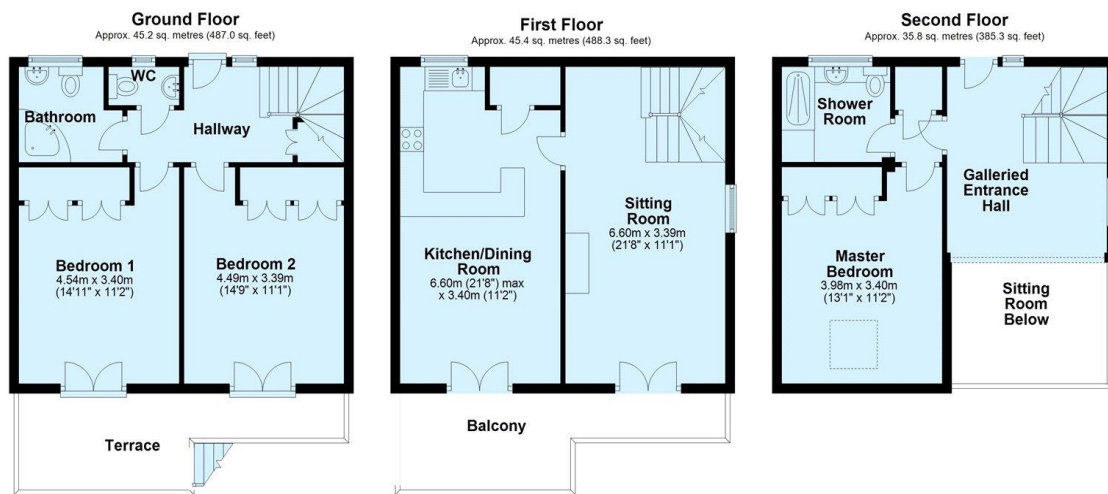 Ground Floor
Approx. 45.2 sq. metres (487.0 sq. feet)
WC
Bathroom
Hallway
Bedroom 1
4.54m x 3.40m
(14'11" x 11'2")
Bedroom 2
4.49m x 3.39m
(14'9" x 11'1")
Terrace
First Floor
Approx. 45.4 sq. metres (488.3 sq. feet)
Sitting
Room
6.60m x 3.39m
(21'8" x 11'1")
Kitchen/Dining
Room
6.60m (21'8") max
x 3.40m (11'2")
Balcony
Second Floor
Approx. 35.8 sq. metres (385.3 sq. feet)
Shower
Room
Galleried
Entrance
Hall
Master
Bedroom
3.98m x 3.40m
(13'1" x 11'2")
Sitting
Room
Below